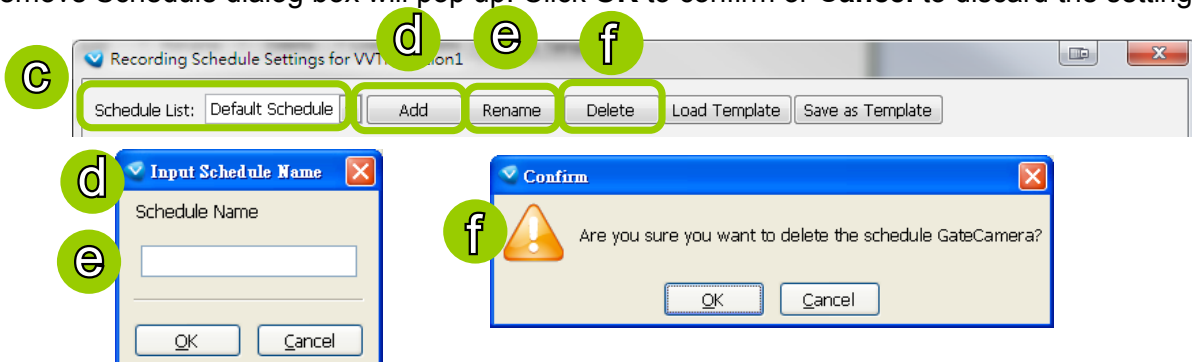 Remove Schedule dialog box will pop up. Click OK to confirm or Cancel to discard the setting
d e f
c
Recording Schedule Settings for
Schedule List: Default Schedule Add Rename Delete Load Template Save as Template
d Input Schedule Name
Schedule Name
e
OK Cancel
Confirm
f Are you sure you want to delete the schedule GateCamera?
OK Cancel